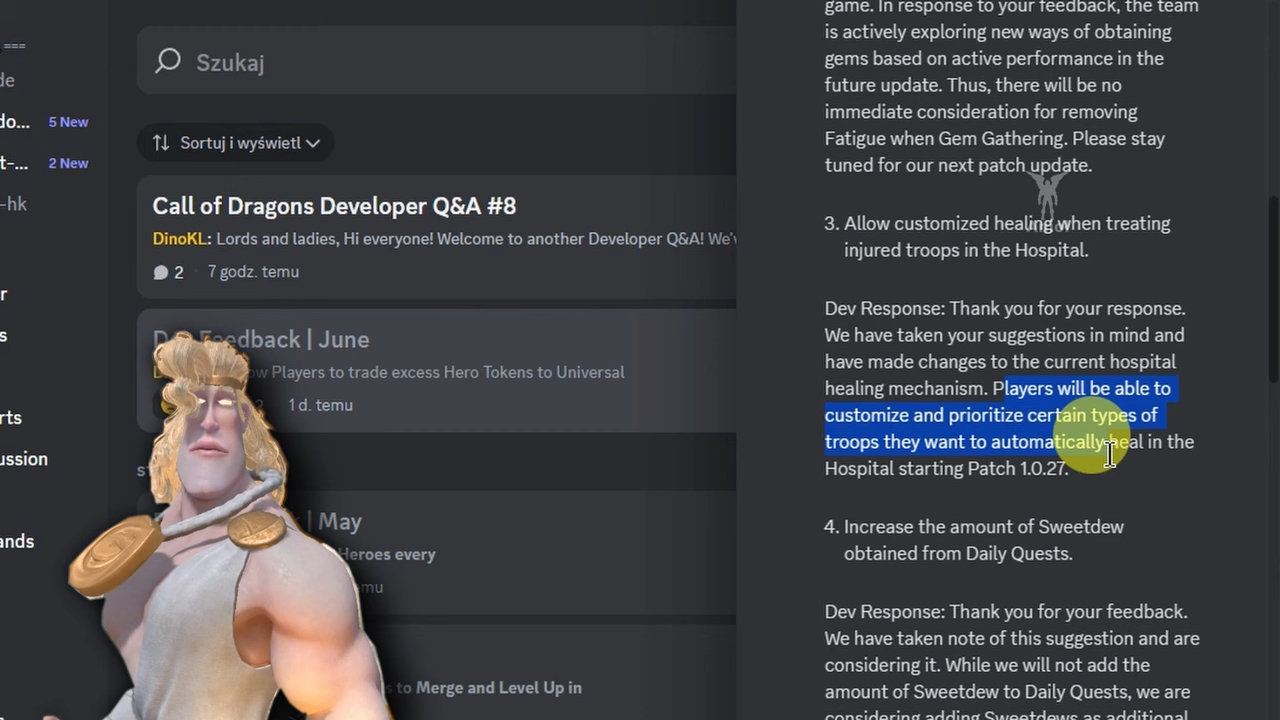 ===
de
do...
5 New
t-...
2 New
-hk
r
s
rts
ussion
ands
Szukaj
Sortuj i wyświetl
Call of Dragons Developer Q&A #8
DinoKL: Lords and ladies, Hi everyone! Welcome to another Developer Q&A! We'v
2 7 godz. temu
Feedback | June
Players to trade excess Hero Tokens to Universal
1 d. temu
| May
Heroes every
to Merge and Level Up in
game. In response to your feedback, the team
is actively exploring new ways of obtaining
gems based on active performance in the
future update. Thus, there will be no
immediate consideration for removing
Fatigue when Gem Gathering. Please stay
tuned for our next patch update.
3. Allow customized healing when treating
injured troops in the Hospital.
Dev Response: Thank you for your response.
We have taken your suggestions in mind and
have made changes to the current hospital
healing mechanism. Players will be able to
customize and prioritize certain types of
troops they want to automatically heal in the
Hospital starting Patch 1.0.27.
4. Increase the amount of Sweetdew
obtained from Daily Quests.
Dev Response: Thank you for your feedback.
We have taken note of this suggestion and are
considering it. While we will not add the
amount of Sweetdew to Daily Quests, we are
considering adding Sweetdews as additional